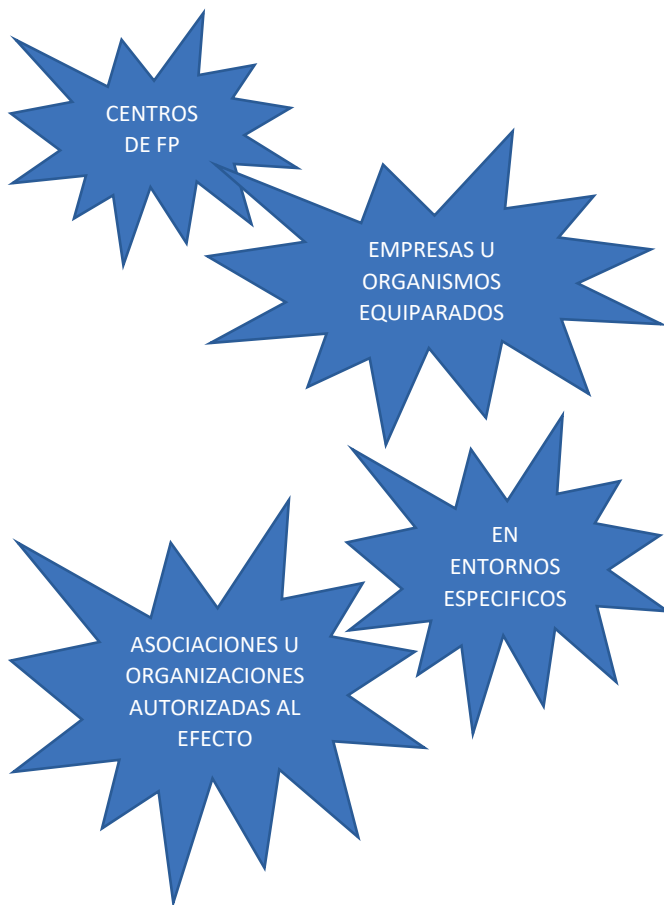 CENTROS
DE FP
EMPRESAS U
ORGANISMOS
EQUIPARADOS
EN
ENTORNOS
ESPECIFICOS
ASOCIACIONES U
ORGANIZACIONES
AUTORIZADAS AL
EFECTO